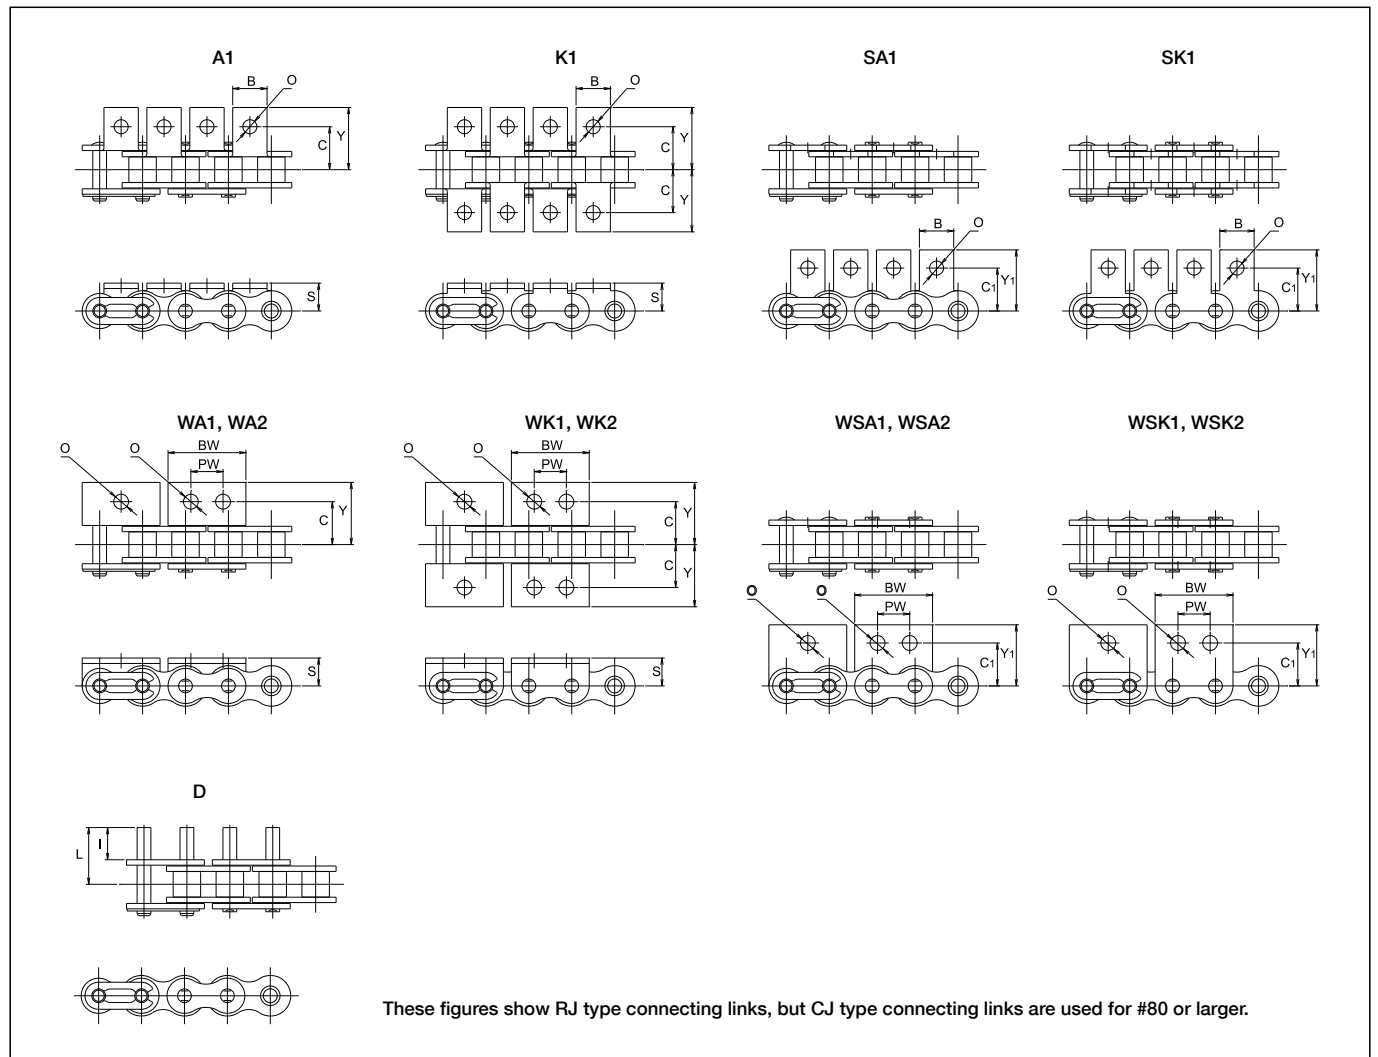 A1
K1
SA1
SK1
B
O
C
Y
B
O
C
Y
C
Y
B
O
C1
Y1
B
O
C1
Y1
S
S
WA1, WA2
WK1, WK2
WSA1, WSA2
WSK1, WSK2
O
O
BW
PW
C
Y
O
O
BW
PW
C
Y
C
Y
O
O
BW
PW
C1
Y1
O
O
BW
PW
C1
Y1
S
S
D
L
I
These figures show RJ type connecting links, but CJ type connecting links are used for #80 or larger.